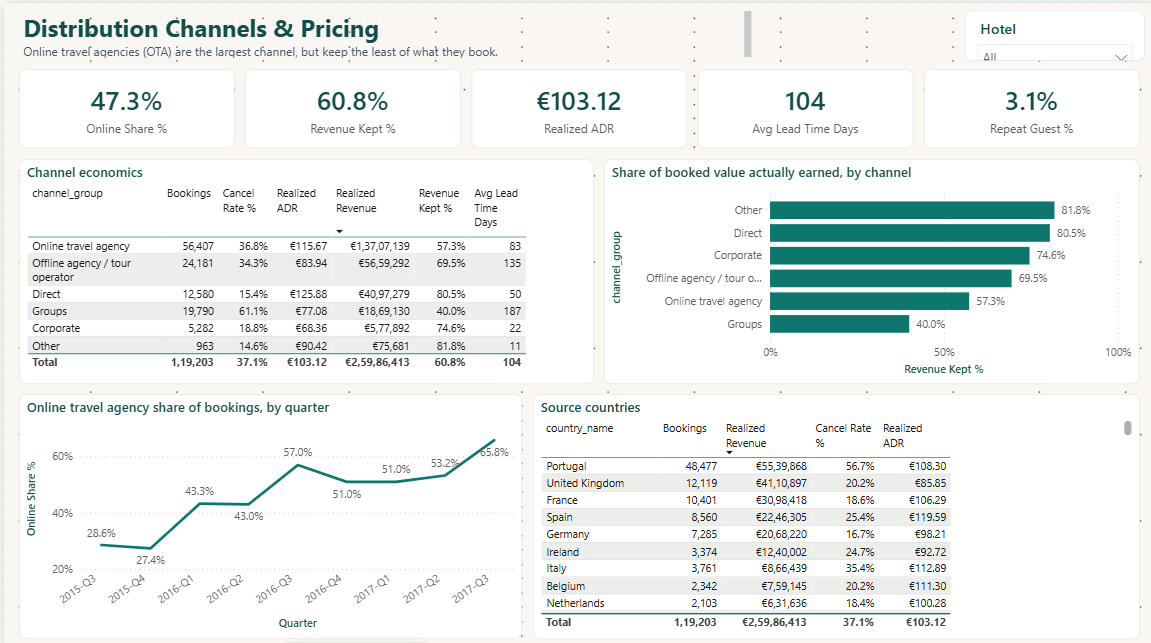 Distribution Channels & Pricing
Online travel agencies (OTA) are the largest channel, but keep the least of what they book.
Hotel
All
47.3%
Online Share %
60.8%
Revenue Kept %
€103.12
Realized ADR
104
Avg Lead Time Days
3.1%
Repeat Guest %
Channel economics
channel_group Bookings Cancel Rate % Realized ADR Realized Revenue Revenue Kept % Avg Lead Time Days
Online travel agency 56,407 36.8% €115.67 €1,37,07,139 57.3% 83
Offline agency / tour operator 24,181 34.3% €83.94 €56,59,292 69.5% 135
Direct 12,580 15.4% €125.88 €40,97,279 80.5% 50
Groups 19,790 61.1% €77.08 €18,69,130 40.0% 187
Corporate 5,282 18.8% €68.36 €5,77,892 74.6% 22
Other 963 14.6% €90.42 €75,681 81.8% 11
Total 1,19,203 37.1% €103.12 €2,59,86,413 60.8% 104
Share of booked value actually earned, by channel
channel_group
Other 81.8%
Direct 80.5%
Corporate 74.6%
Offline agency / tour o... 69.5%
Online travel agency 57.3%
Groups 40.0%
0% 50% 100%
Revenue Kept %
Online travel agency share of bookings, by quarter
Online Share %
60%
40%
20%
28.6%
27.4%
43.3%
43.0%
57.0%
51.0%
51.0%
53.2%
65.8%
2015-Q3 2015-Q4 2016-Q1 2016-Q2 2016-Q3 2016-Q4 2017-Q1 2017-Q2 2017-Q3
Quarter
Source countries
country_name Bookings Realized Revenue Cancel Rate % Realized ADR
Portugal 48,477 €55,39,868 56.7% €108.30
United Kingdom 12,119 €41,10,897 20.2% €85.85
France 10,401 €30,98,418 18.6% €106.29
Spain 8,560 €22,46,305 25.4% €119.59
Germany 7,285 €20,68,220 16.7% €98.21
Ireland 3,374 €12,40,002 24.7% €92.72
Italy 3,761 €8,66,439 35.4% €112.89
Belgium 2,342 €7,59,145 20.2% €111.30
Netherlands 2,103 €6,31,636 18.4% €100.28
Total 1,19,203 €2,59,86,413 37.1% €103.12